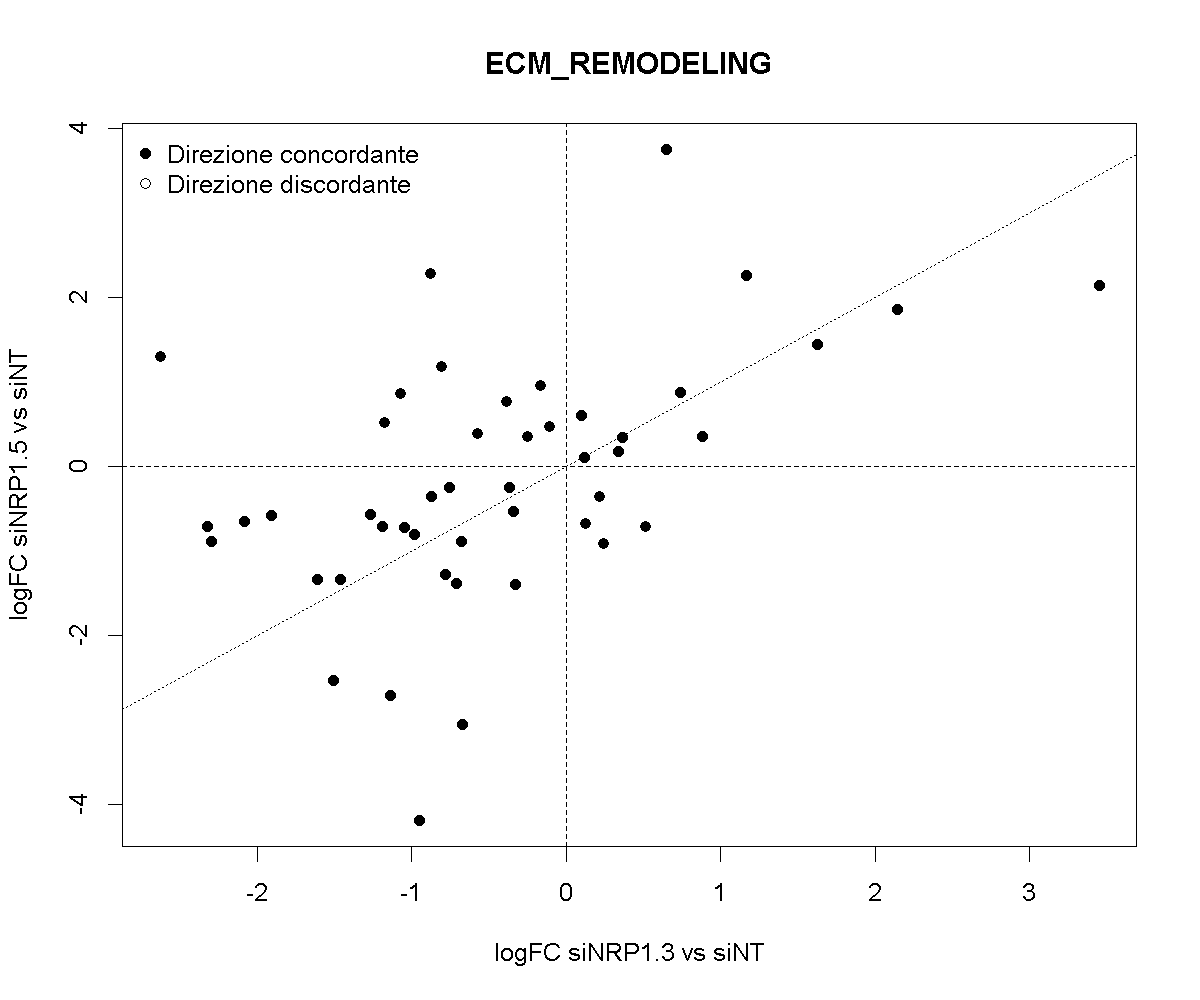 ECM_REMODELING
Direzione concordante
Direzione discordante
logFC siNRP1.5 vs siNT
4
2
0
-2
-4
-2
-1
0
1
2
3
logFC siNRP1.3 vs siNT